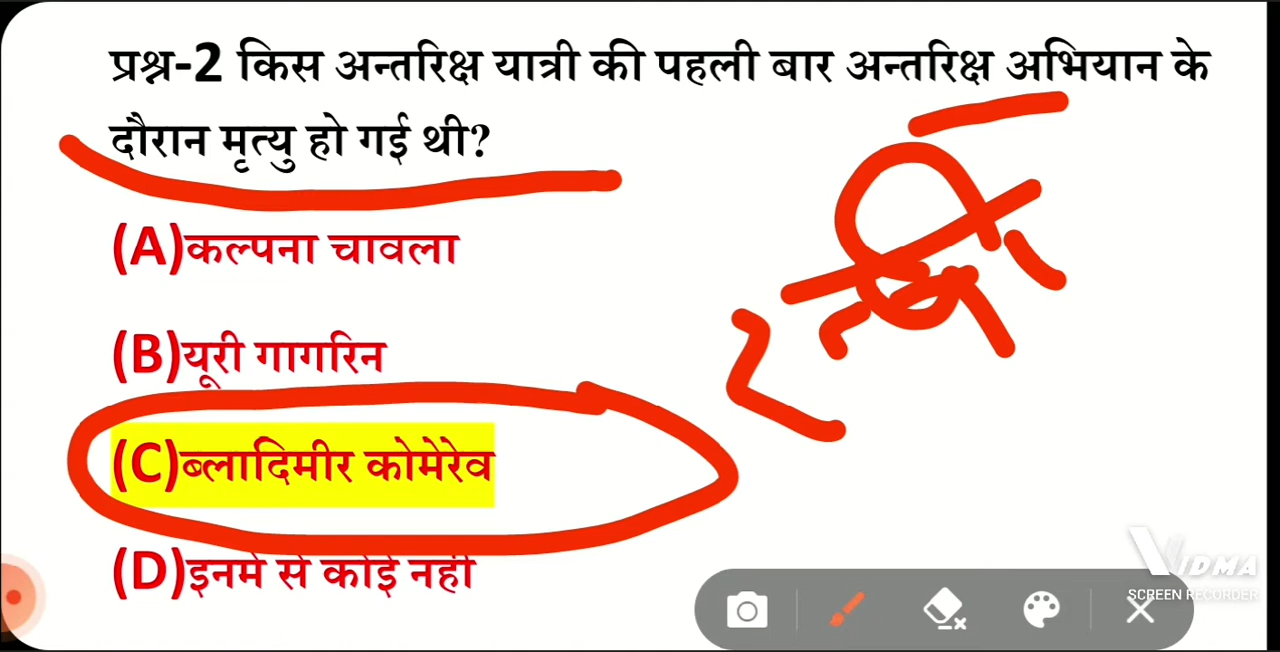 प्रश्न-2 किस अन्तरिक्ष यात्री की पहली बार अन्तरिक्ष अभियान के
दौरान मृत्यु हो गई थी?
(A)कल्पना चावला
(B)यूरी गागरिन
(C)ब्लादिमीर कोमेरेव
(D)इनमे से कोई नही
VIDMA
SCREEN RECORDER